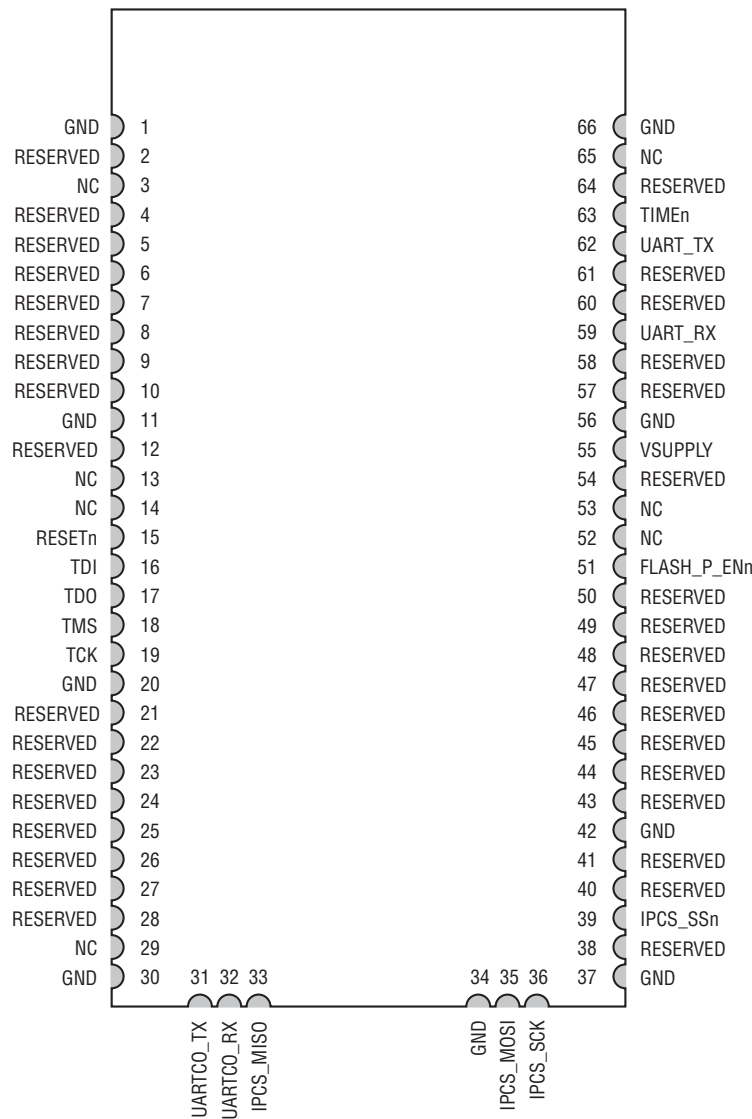 GND 1 66 GND
RESERVED 2 65 NC
NC 3 64 RESERVED
RESERVED 4 63 TIMEn
RESERVED 5 62 UART_TX
RESERVED 6 61 RESERVED
RESERVED 7 60 RESERVED
RESERVED 8 59 UART_RX
RESERVED 9 58 RESERVED
RESERVED 10 57 RESERVED
GND 11 56 GND
RESERVED 12 55 VSUPPLY
NC 13 54 RESERVED
NC 14 53 NC
RESETn 15 52 NC
TDI 16 51 FLASH_P_ENn
TDO 17 50 RESERVED
TMS 18 49 RESERVED
TCK 19 48 RESERVED
GND 20 47 RESERVED
RESERVED 21 46 RESERVED
RESERVED 22 45 RESERVED
RESERVED 23 44 RESERVED
RESERVED 24 43 RESERVED
RESERVED 25 42 GND
RESERVED 26 41 RESERVED
RESERVED 27 40 RESERVED
RESERVED 28 39 IPCS_SSn
NC 29 38 RESERVED
GND 30 31 32 33 34 35 36 37 GND
UARTCO_TX
UARTCO_RX
IPCS_MISO
GND
IPCS_MOSI
IPCS_SCK